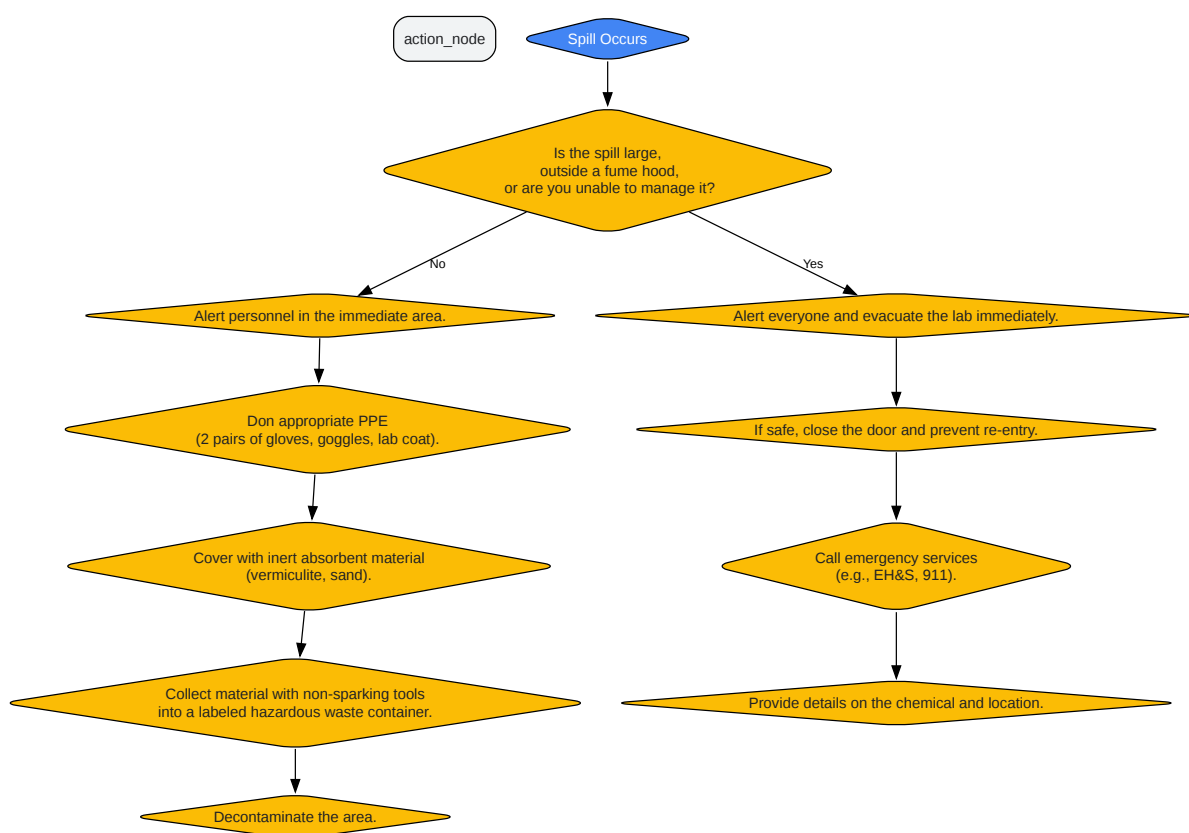 action_node
Spill Occurs
Is the spill large,
outside a fume hood,
or are you unable to manage it?
No
Yes
Alert personnel in the immediate area.
Alert everyone and evacuate the lab immediately.
Don appropriate PPE
(2 pairs of gloves, goggles, lab coat).
If safe, close the door and prevent re-entry.
Cover with inert absorbent material
(vermiculite, sand).
Call emergency services
(e.g., EH&S, 911).
Collect material with non-sparking tools
into a labeled hazardous waste container.
Provide details on the chemical and location.
Decontaminate the area.